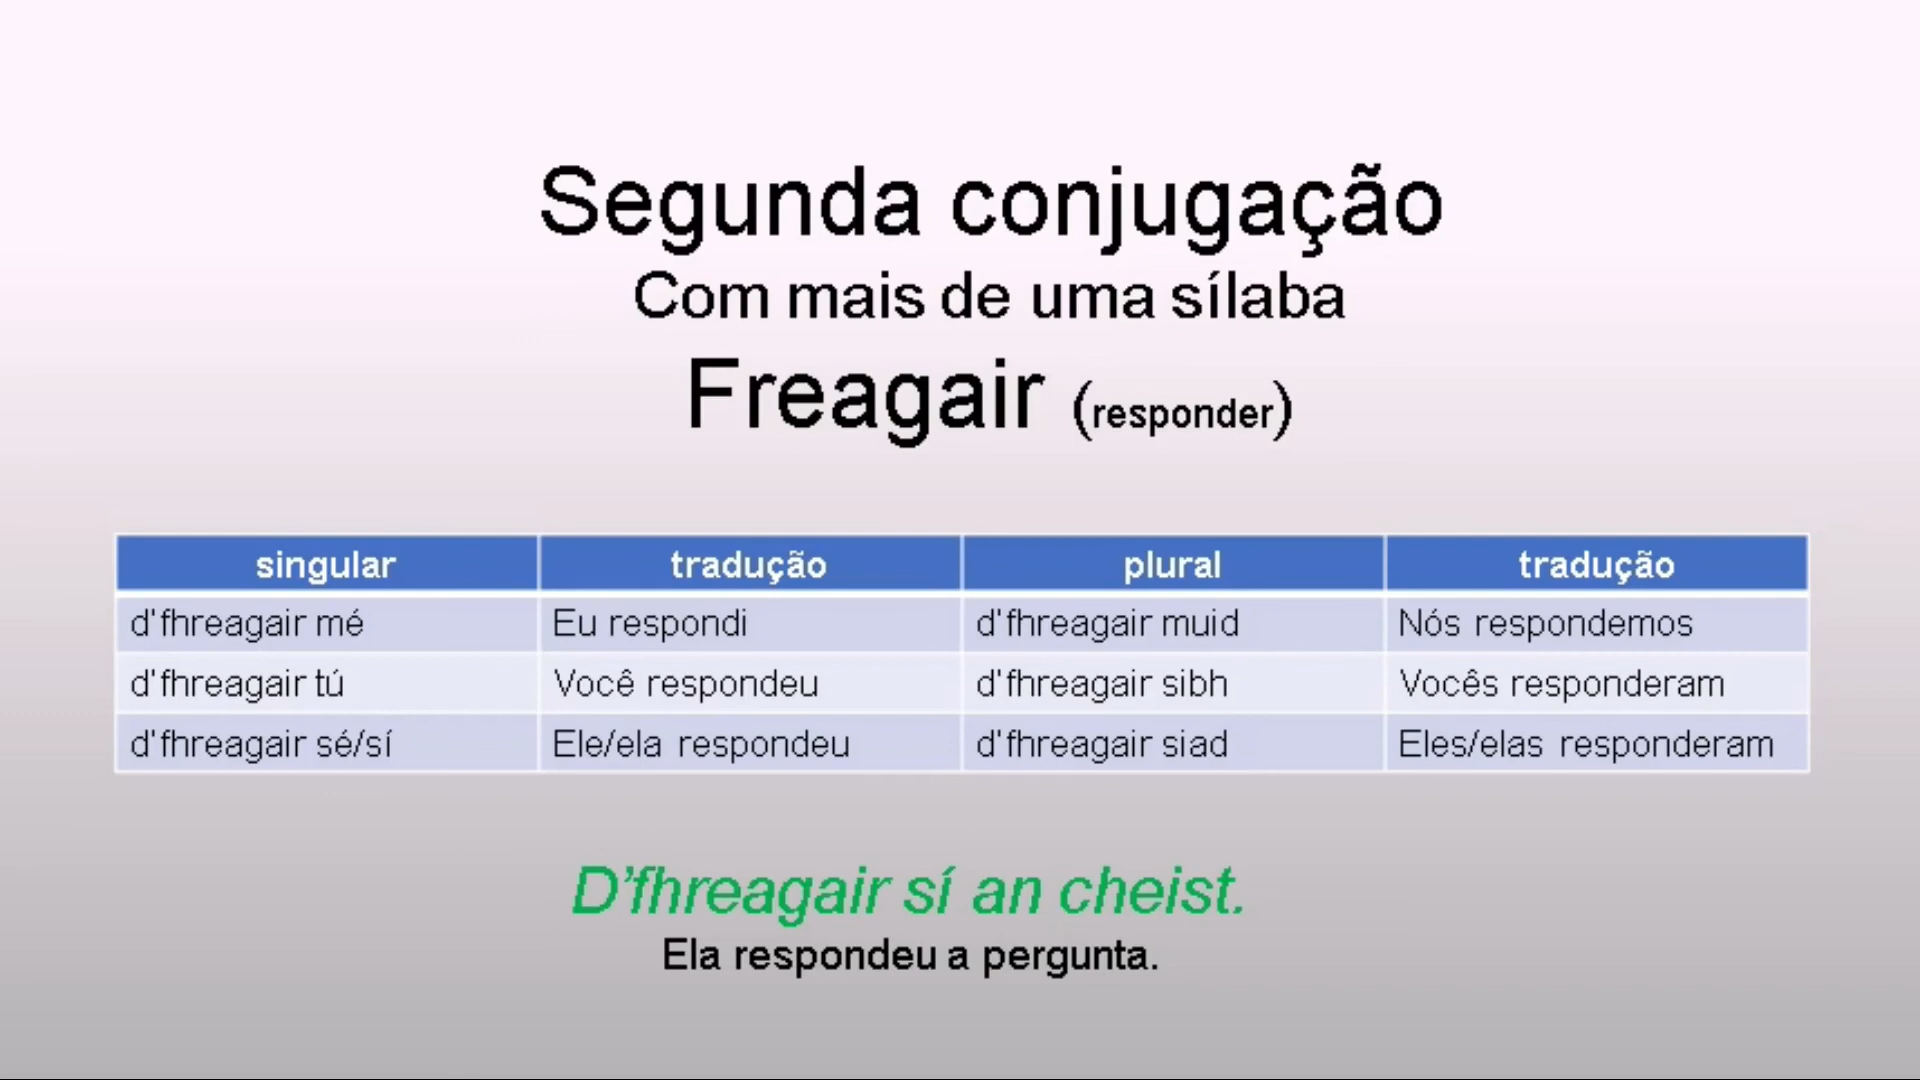 Segunda conjugação
Com mais de uma sílaba
Freagair (responder)
singular tradução plural tradução
d'fhreagair mé Eu respondi d'fhreagair muid Nós respondemos
d'fhreagair tú Você respondeu d'fhreagair sibh Vocês responderam
d'fhreagair sé/sí Ele/ela respondeu d'fhreagair siad Eles/elas responderam
D’fhreagair sí an cheist.
Ela respondeu a pergunta.